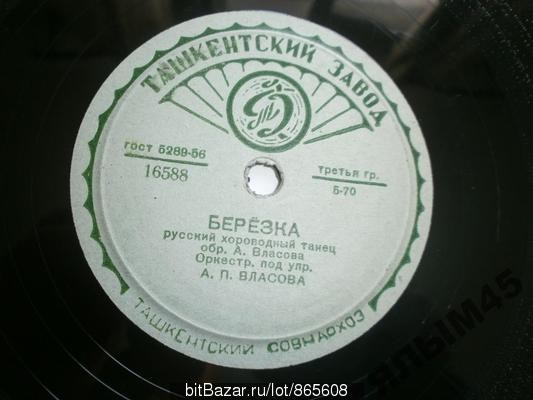 ТАШКЕНТСКИЙ ЗАВОД
ГОСТ 5289-56
16588
третья гр.
Б-70
БЕРЁЗКА
русский хороводный танец
обр. А. Власова
Оркестр. под упр.
А. П. ВЛАСОВА
ТАШКЕНТСКИЙ СОВНАРХОЗ
bitBazar.ru/lot/865608